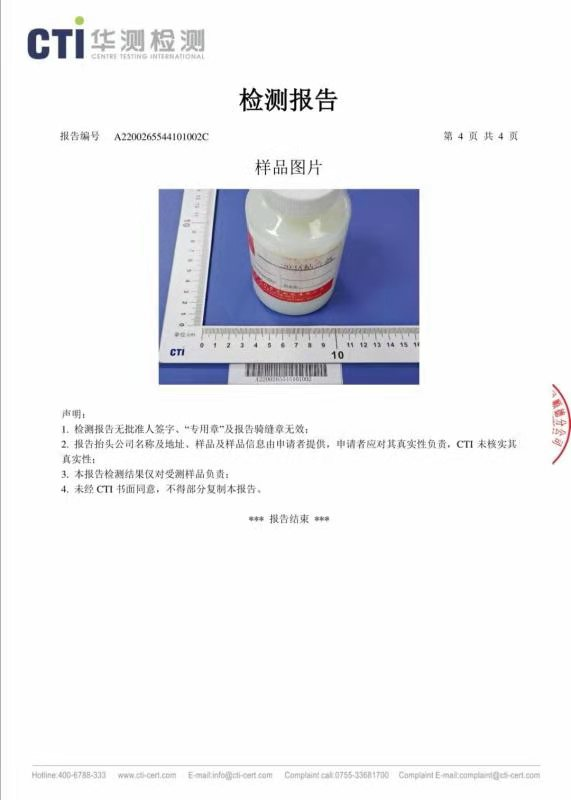 CTI 华测检测
CENTRE TESTING INTERNATIONAL
检测报告
报告编号 A2200265544101002C
第 4 页 共 4 页
样品图片
单位:cm
0 1 2 3 4 5 6 7 8 9 10 11 12 13 14 15
CTI
A2200265544101002
声明：
1. 检测报告无批准人签字、“专用章”及报告骑缝章无效；
2. 报告抬头公司名称及地址、样品及样品信息由申请者提供，申请者应对其真实性负责，CTI 未核实其
真实性；
3. 本报告检测结果仅对受测样品负责；
4. 未经 CTI 书面同意，不得部分复制本报告、
*** 报告结束 ***
Hotline:400-6788-333 www.cti-cert.com E-mail:info@cti-cert.com Complaint call:0755-33681700 Complaint E-mail:complaint@cti-cert.com